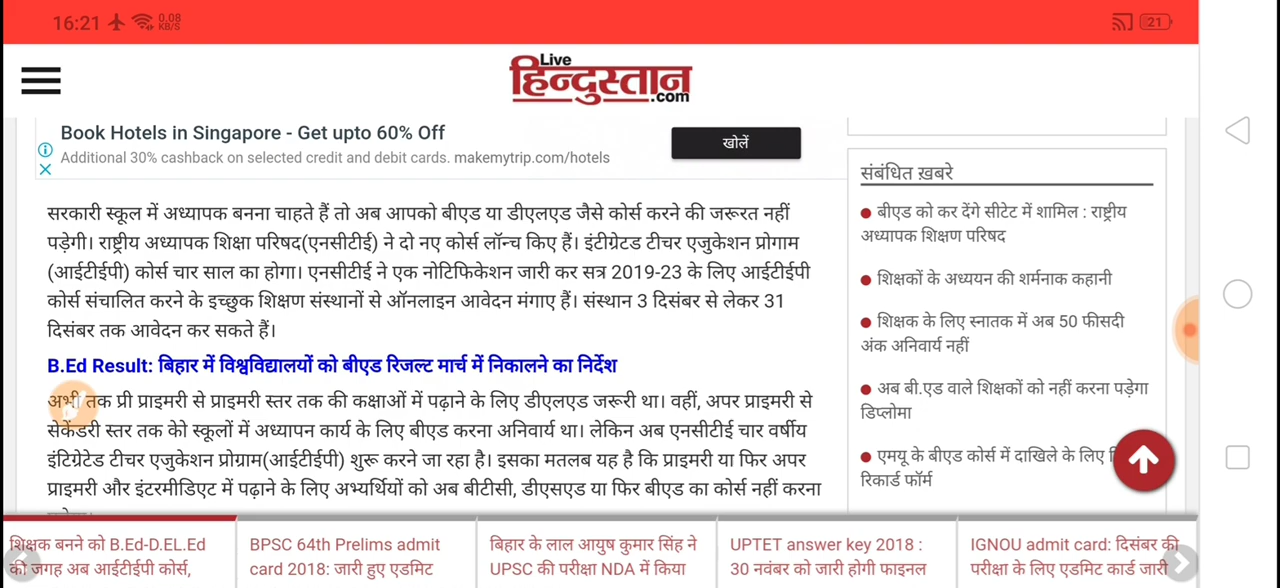 16:21 0.08 KB/S 21
Live
हिन्दुस्तान
.com
Book Hotels in Singapore - Get upto 60% Off
Additional 30% cashback on selected credit and debit cards. makemytrip.com/hotels
खोलें
सरकारी स्कूल में अध्यापक बनना चाहते हैं तो अब आपको बीएड या डीएलएड जैसे कोर्स करने की जरूरत नहीं
पड़ेगी। राष्ट्रीय अध्यापक शिक्षा परिषद(एनसीटीई) ने दो नए कोर्स लॉन्च किए हैं। इंटीग्रेटेड टीचर एजुकेशन प्रोगाम
(आईटीईपी) कोर्स चार साल का होगा। एनसीटीई ने एक नोटिफिकेशन जारी कर सत्र 2019-23 के लिए आईटीईपी
कोर्स संचालित करने के इच्छुक शिक्षण संस्थानों से ऑनलाइन आवेदन मंगाए हैं। संस्थान 3 दिसंबर से लेकर 31
दिसंबर तक आवेदन कर सकते हैं।
B.Ed Result: बिहार में विश्वविद्यालयों को बीएड रिजल्ट मार्च में निकालने का निर्देश
अभी तक प्री प्राइमरी से प्राइमरी स्तर तक की कक्षाओं में पढ़ाने के लिए डीएलएड जरूरी था। वहीं, अपर प्राइमरी से
सेकेंडरी स्तर तक केो स्कूलों में अध्यापन कार्य के लिए बीएड करना अनिवार्य था। लेकिन अब एनसीटीई चार वर्षीय
इंटिग्रेटेड टीचर एजुकेशन प्रोग्राम(आईटीईपी) शुरू करने जा रहा है। इसका मतलब यह है कि प्राइमरी या फिर अपर
प्राइमरी और इंटरमीडिएट में पढ़ाने के लिए अभ्यर्थियों को अब बीटीसी, डीएसएड या फिर बीएड का कोर्स नहीं करना
संबंधित ख़बरे
बीएड को कर देंगे सीटेट में शामिल : राष्ट्रीय
अध्यापक शिक्षण परिषद
शिक्षकों के अध्ययन की शर्मनाक कहानी
शिक्षक के लिए स्नातक में अब 50 फीसदी
अंक अनिवार्य नहीं
अब बी.एड वाले शिक्षकों को नहीं करना पड़ेगा
डिप्लोमा
एमयू के बीएड कोर्स में दाखिले के लिए
रिकार्ड फॉर्म
शिक्षक बनने को B.Ed-D.EL.Ed
की जगह अब आईटीईपी कोर्स,
BPSC 64th Prelims admit
card 2018: जारी हुए एडमिट
बिहार के लाल आयुष कुमार सिंह ने
UPSC की परीक्षा NDA में किया
UPTET answer key 2018 :
30 नवंबर को जारी होगी फाइनल
IGNOU admit card: दिसंबर की
परीक्षा के लिए एडमिट कार्ड जारी